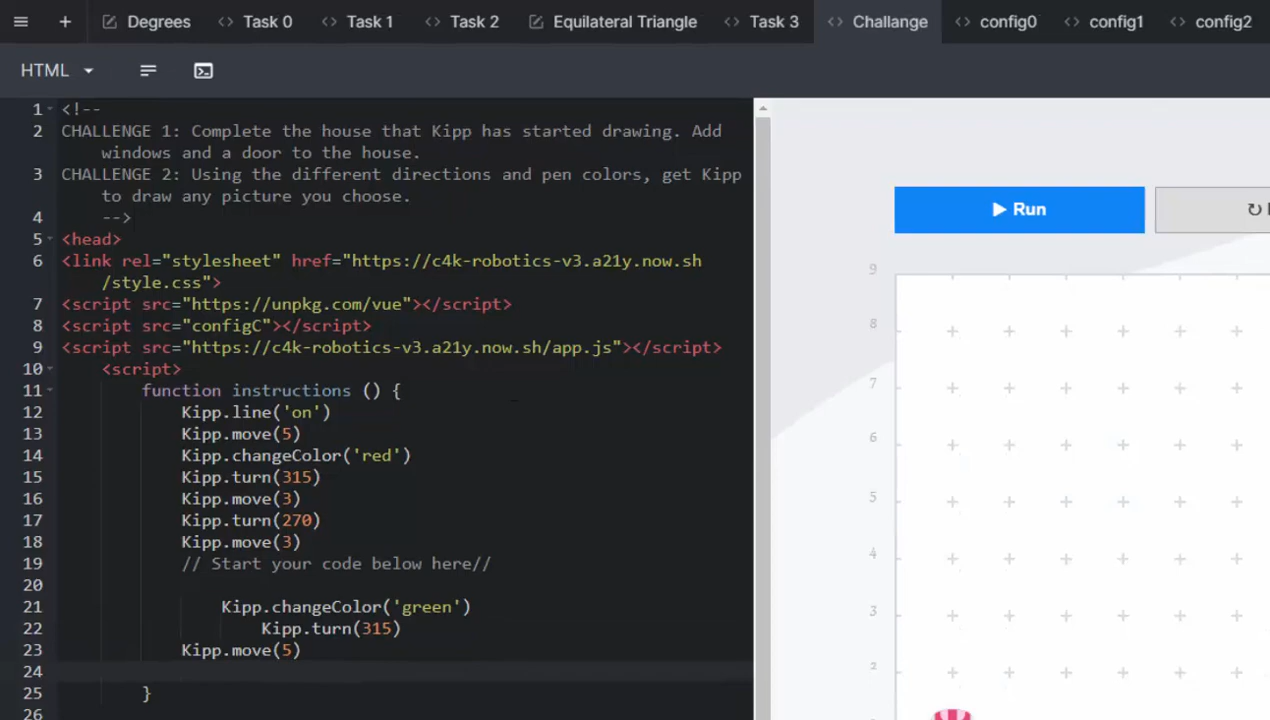 Degrees Task 0 Task 1 Task 2 Equilateral Triangle Task 3 Challange config0 config1 config2
HTML
1 <!--
2 CHALLENGE 1: Complete the house that Kipp has started drawing. Add
windows and a door to the house.
3 CHALLENGE 2: Using the different directions and pen colors, get Kipp
to draw any picture you choose.
4 -->
5 <head>
6 <link rel="stylesheet" href="https://c4k-robotics-v3.a21y.now.sh
/style.css">
7 <script src="https://unpkg.com/vue"></script>
8 <script src="configC"></script>
9 <script src="https://c4k-robotics-v3.a21y.now.sh/app.js"></script>
10 <script>
11 function instructions () {
12 Kipp.line('on')
13 Kipp.move(5)
14 Kipp.changeColor('red')
15 Kipp.turn(315)
16 Kipp.move(3)
17 Kipp.turn(270)
18 Kipp.move(3)
19 // Start your code below here//
20
21 Kipp.changeColor('green')
22 Kipp.turn(315)
23 Kipp.move(5)
24
25 }
26
Run
9
8
7
6
5
4
3
2